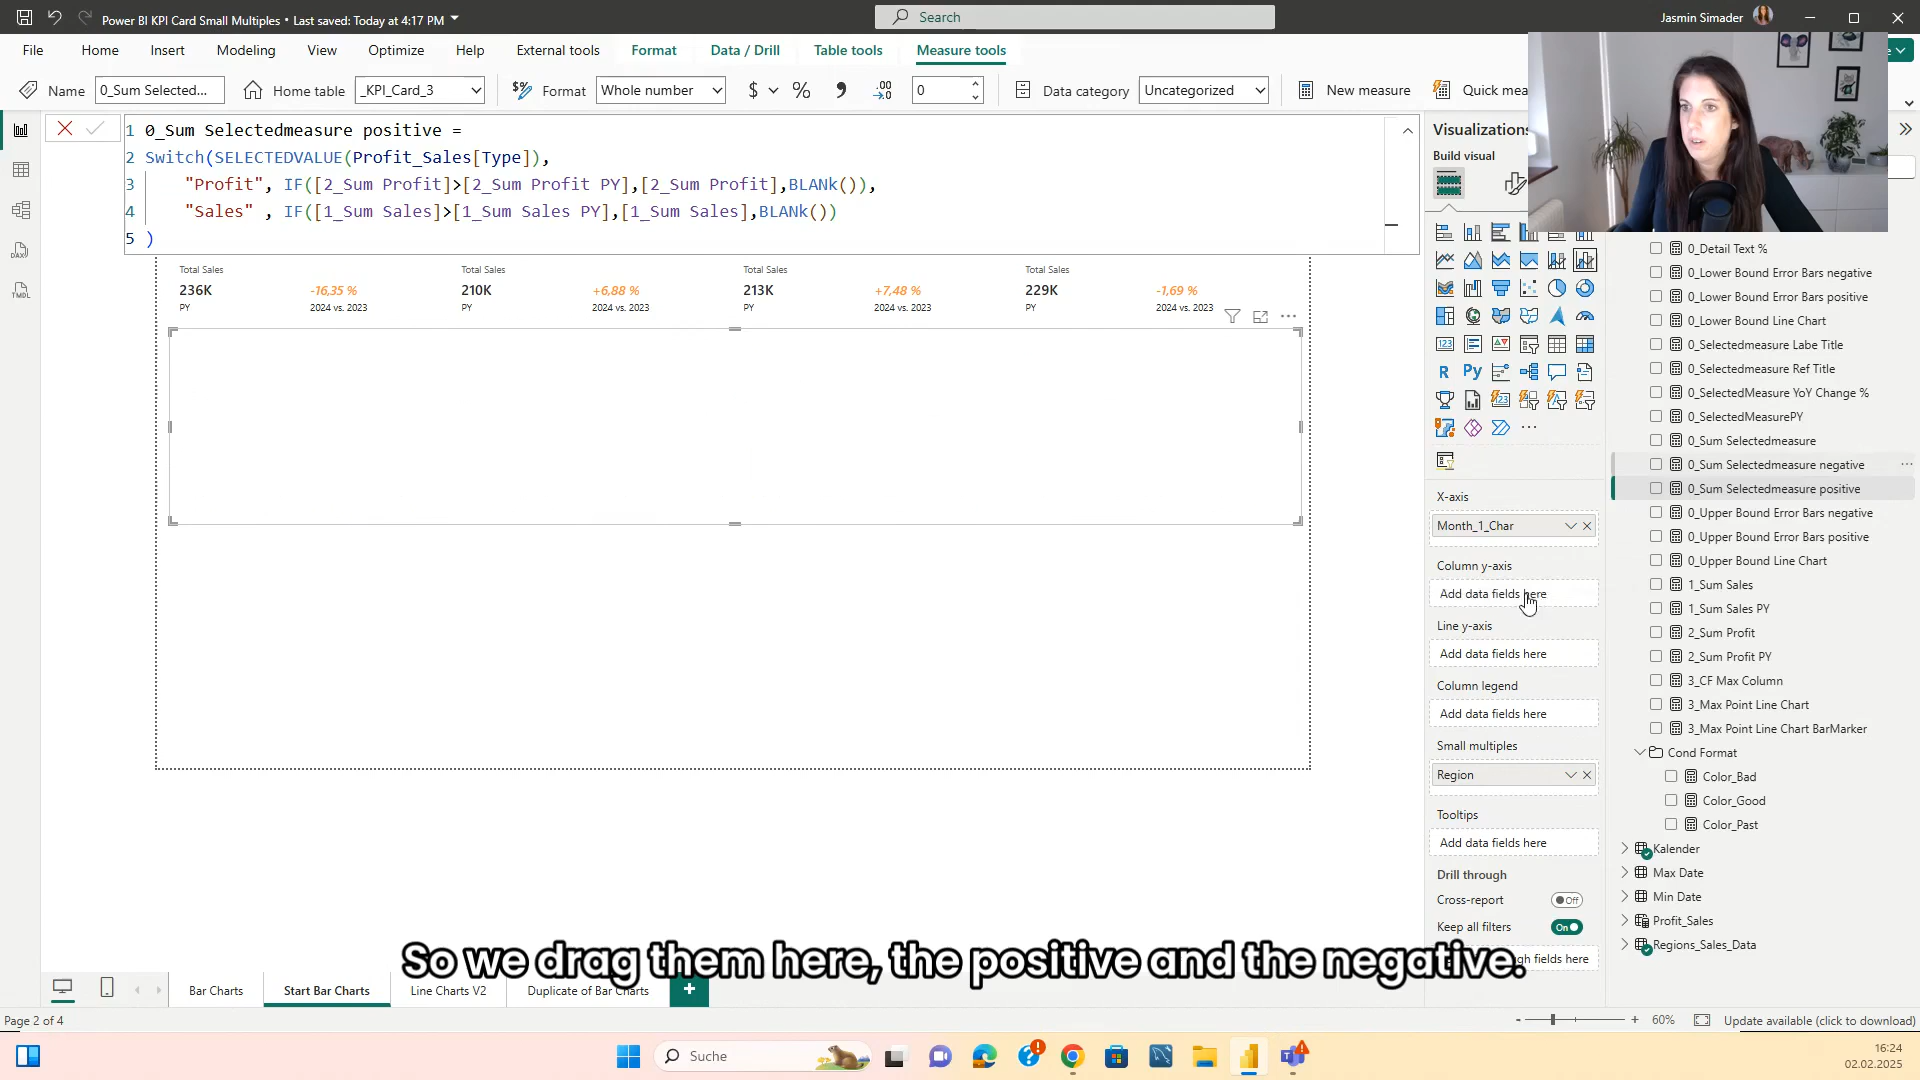 Power BI KPI Card Small Multiples • Last saved: Today at 4:17 PM
Search
Jasmin Simader
File
Home
Insert
Modeling
View
Optimize
Help
External tools
Format
Data / Drill
Table tools
Measure tools
Name
0_Sum Selected...
Home table
_KPI_Card_3
Format
Whole number
$
%
0
Data category
Uncategorized
New measure
Quick mea
1 0_Sum Selectedmeasure positive =
2 Switch(SELECTEDVALUE(Profit_Sales[Type]),
3 "Profit", IF([2_Sum Profit]>[2_Sum Profit PY],[2_Sum Profit],BLANk()),
4 "Sales" , IF([1_Sum Sales]>[1_Sum Sales PY],[1_Sum Sales],BLANk())
5 )
Total Sales
236K
-16,35 %
PY
2024 vs. 2023
Total Sales
210K
+6,88 %
PY
2024 vs. 2023
Total Sales
213K
+7,48 %
PY
2024 vs. 2023
Total Sales
229K
-1,69 %
PY
2024 vs. 2023
Visualizations
Build visual
X-axis
Month_1_Char
Column y-axis
Add data fields here
Line y-axis
Add data fields here
Column legend
Add data fields here
Small multiples
Region
Tooltips
Add data fields here
Drill through
Cross-report
Off
Keep all filters
On
gh fields here
0_Detail Text %
0_Lower Bound Error Bars negative
0_Lower Bound Error Bars positive
0_Lower Bound Line Chart
0_Selectedmeasure Labe Title
0_Selectedmeasure Ref Title
0_SelectedMeasure YoY Change %
0_SelectedMeasurePY
0_Sum Selectedmeasure
0_Sum Selectedmeasure negative
0_Sum Selectedmeasure positive
0_Upper Bound Error Bars negative
0_Upper Bound Error Bars positive
0_Upper Bound Line Chart
1_Sum Sales
1_Sum Sales PY
2_Sum Profit
2_Sum Profit PY
3_CF Max Column
3_Max Point Line Chart
3_Max Point Line Chart BarMarker
Cond Format
Color_Bad
Color_Good
Color_Past
Kalender
Max Date
Min Date
Profit_Sales
Regions_Sales_Data
So we drag them here, the positive and the negative.
Bar Charts
Start Bar Charts
Line Charts V2
Duplicate of Bar Charts
Page 2 of 4
60%
Update available (click to download)
Suche
16:24
02.02.2025